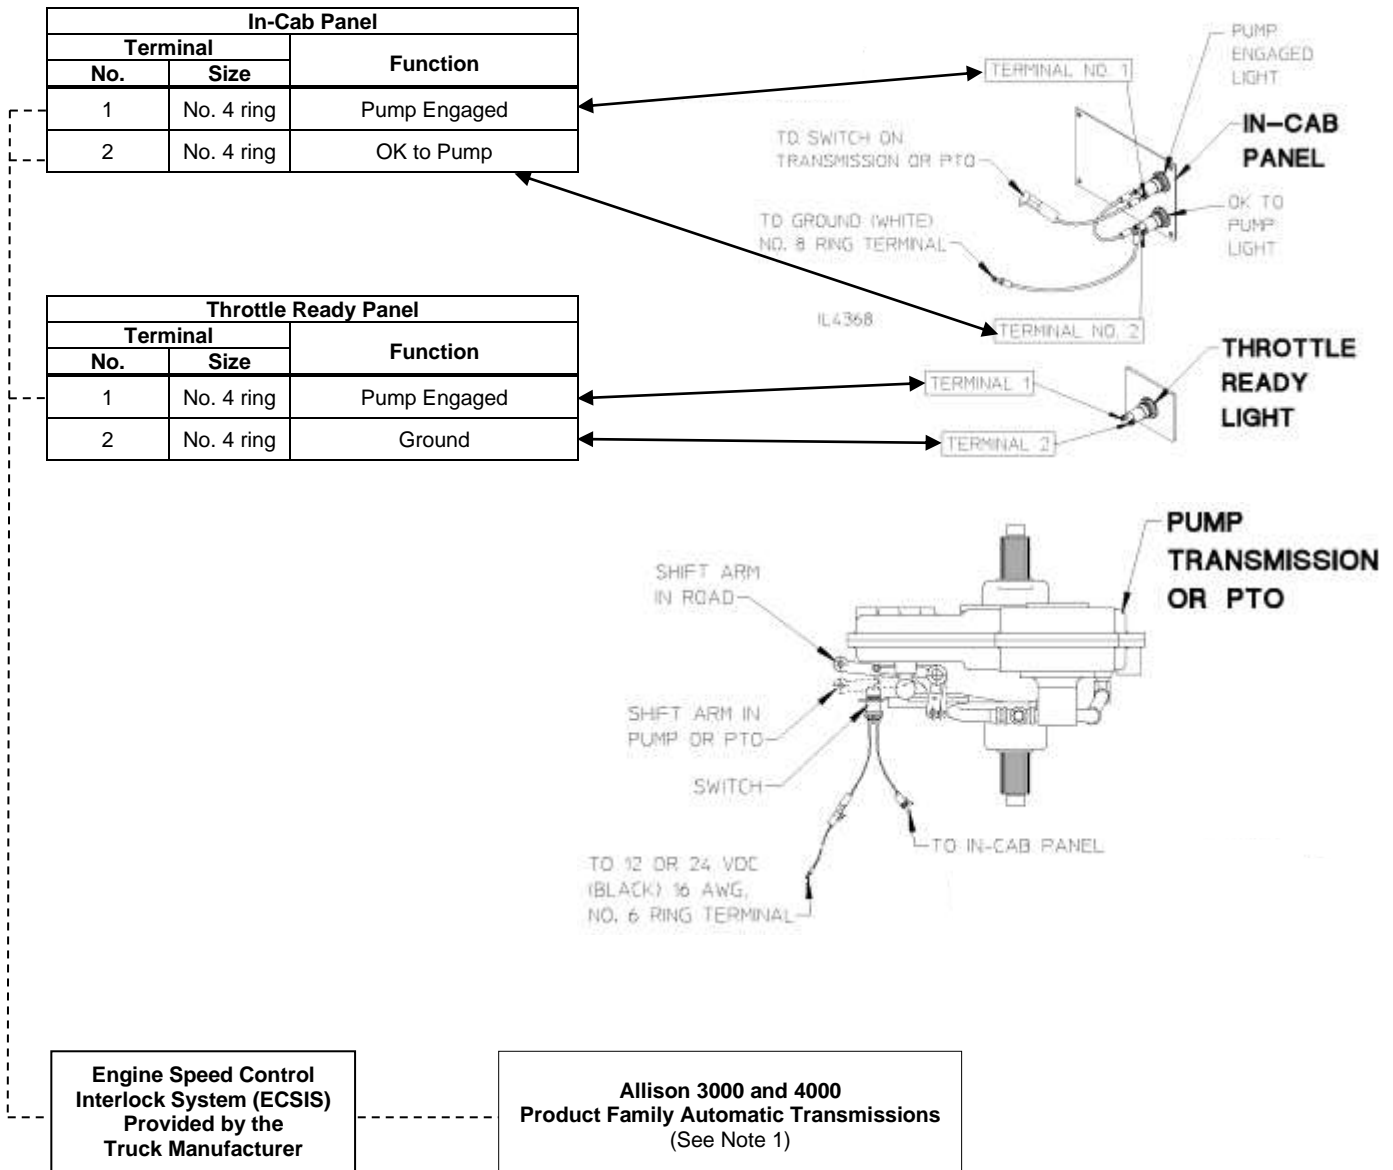 In-Cab Panel
Terminal
Function
No. Size
1 No. 4 ring Pump Engaged
2 No. 4 ring OK to Pump
TERMINAL NO. 1
PUMP
ENGAGED
LIGHT
IN-CAB
PANEL
TO SWITCH ON
TRANSMISSION OR PTO
TO GROUND (WHITE)
NO. 8 RING TERMINAL
OK TO
PUMP
LIGHT
IL4368
TERMINAL NO. 2
Throttle Ready Panel
Terminal
Function
No. Size
1 No. 4 ring Pump Engaged
2 No. 4 ring Ground
TERMINAL 1
TERMINAL 2
THROTTLE
READY
LIGHT
PUMP
TRANSMISSION
OR PTO
SHIFT ARM
IN ROAD
SHIFT ARM IN
PUMP OR PTO
SWITCH
TO IN-CAB PANEL
TO 12 OR 24 VDC
(BLACK) 16 AWG,
NO. 6 RING TERMINAL
Engine Speed Control
Interlock System (ECSIS)
Provided by the
Truck Manufacturer
Allison 3000 and 4000
Product Family Automatic Transmissions
(See Note 1)